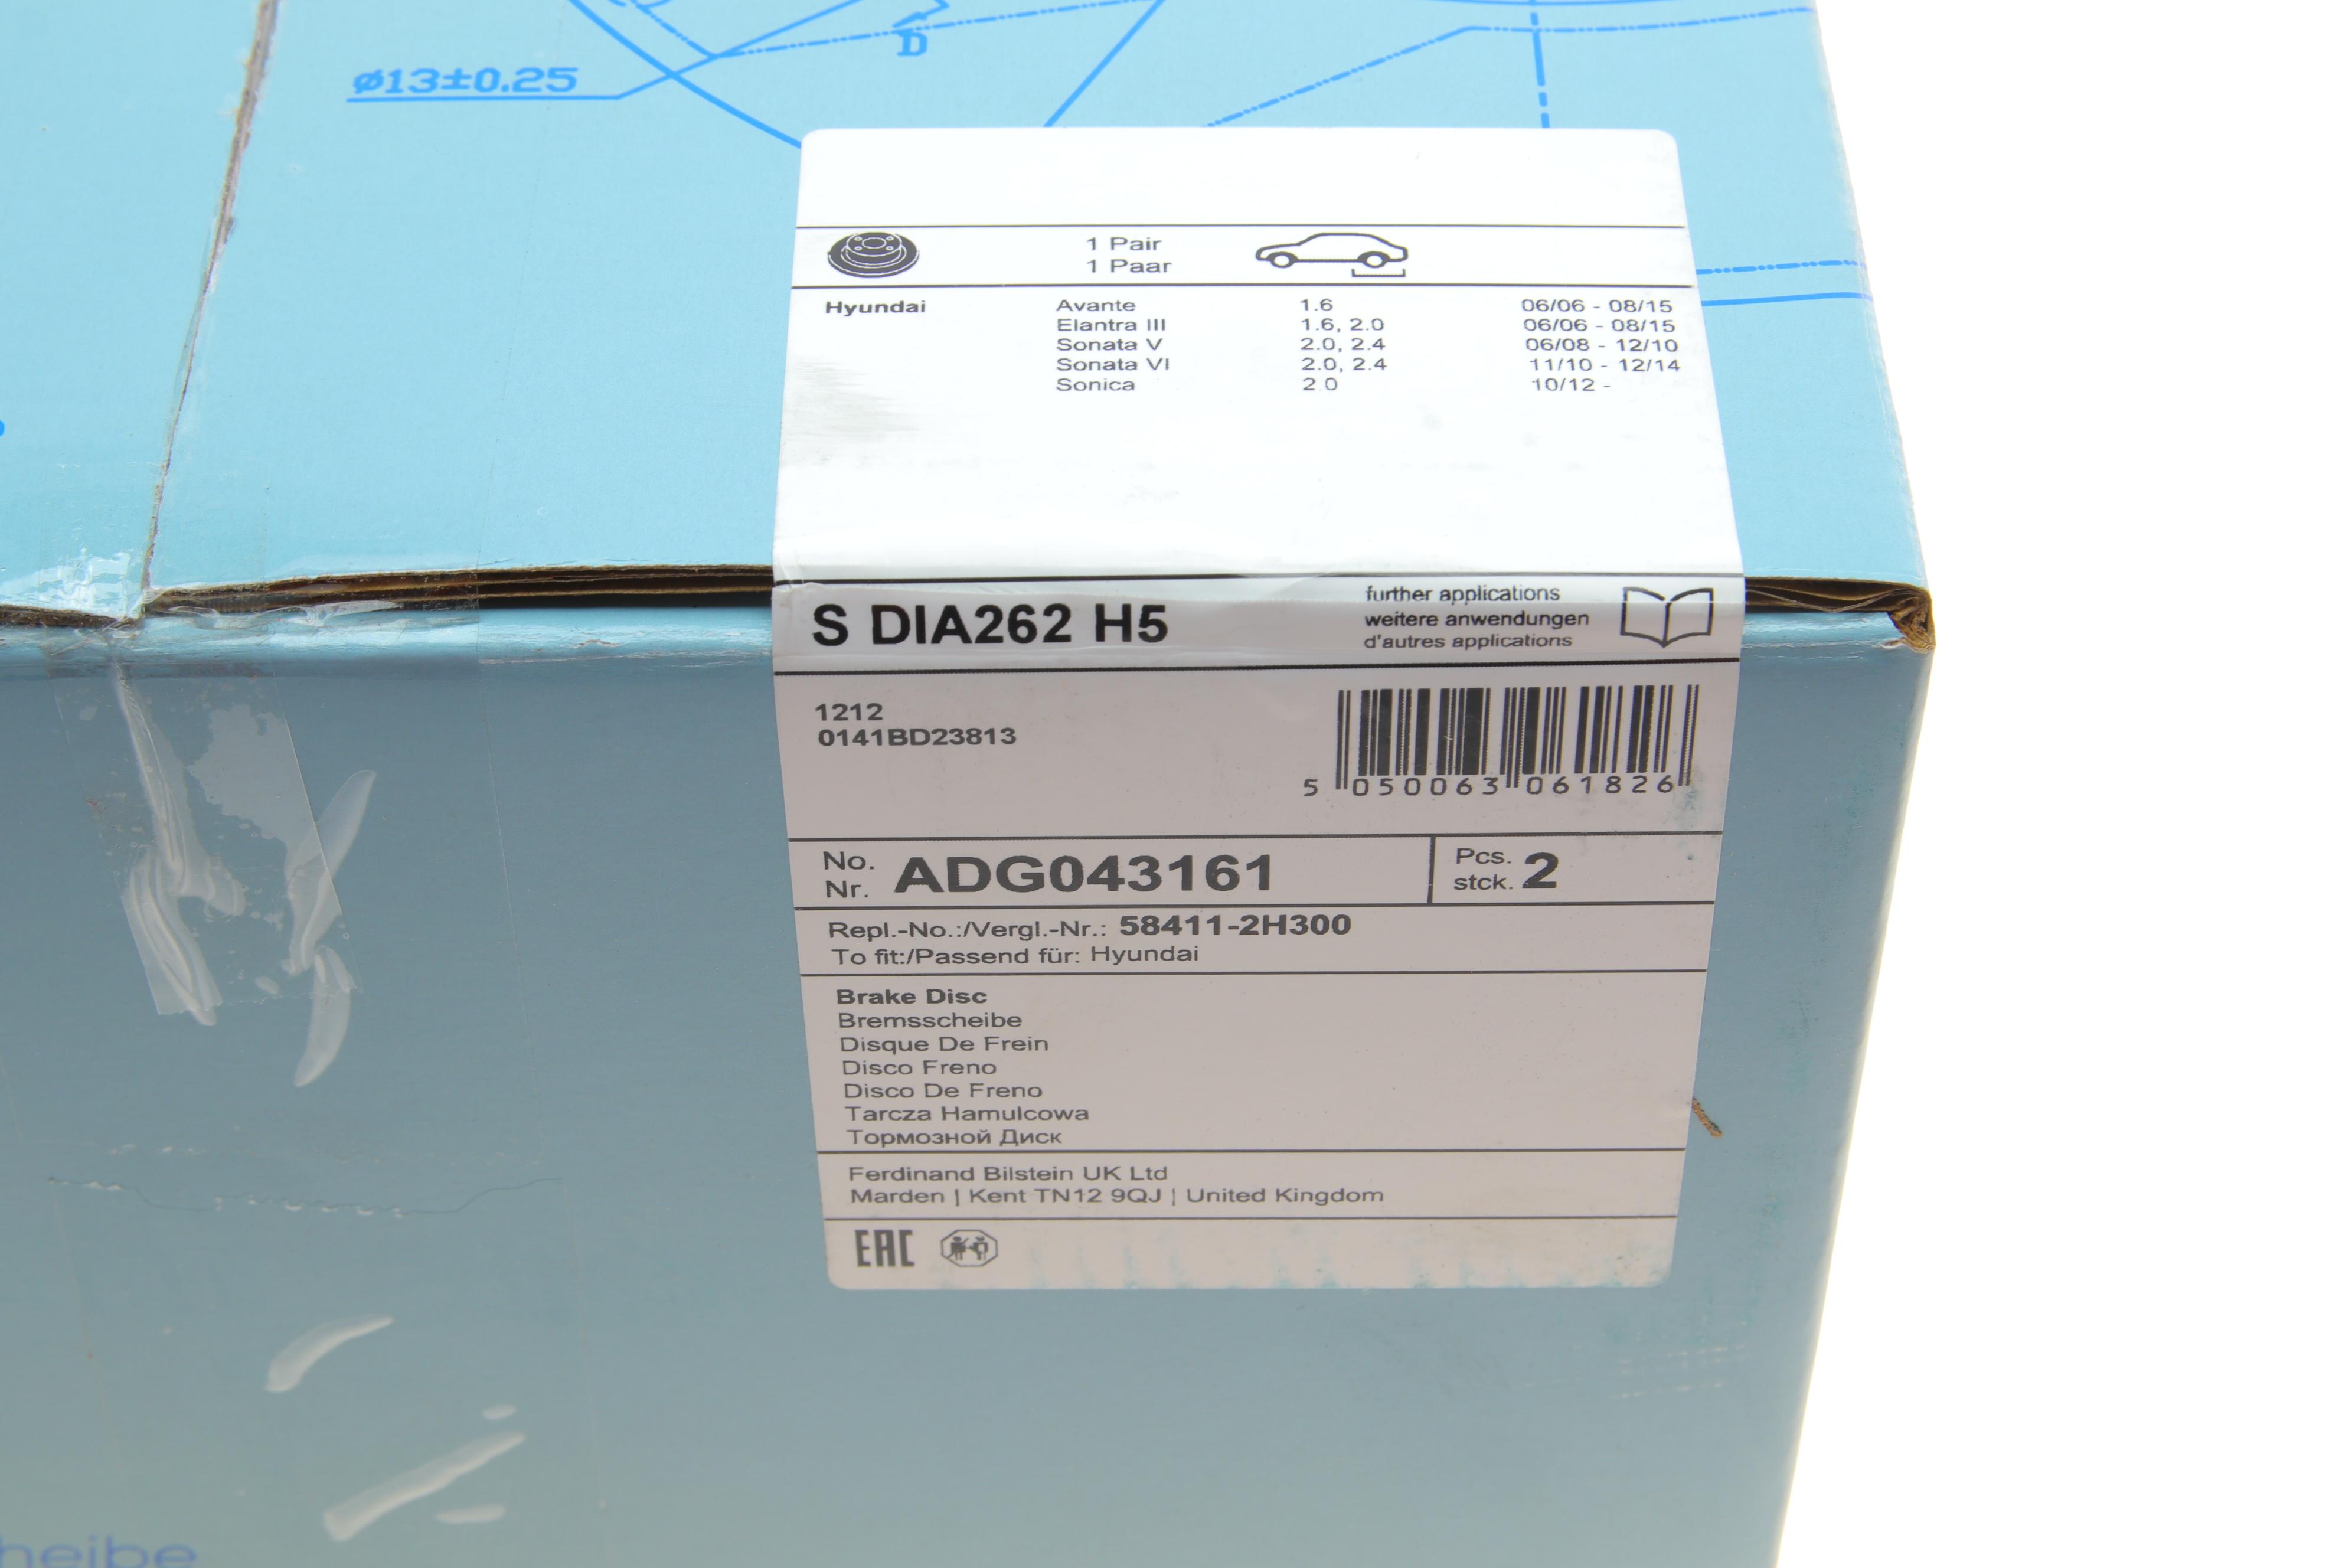 D
ø13±0.25
1 Pair
1 Paar
Hyundai Avante 1.6 06/06 - 08/15
Elantra III 1.6, 2.0 06/06 - 08/15
Sonata V 2.0, 2.4 06/08 - 12/10
Sonata VI 2.0, 2.4 11/10 - 12/14
Sonica 2.0 10/12 -
S DIA262 H5
further applications
weitere anwendungen
d'autres applications
1212
0141BD23813
5 050063 061826
No. ADG043161
Nr.
Pcs. 2
stck.
Repl.-No.:/Vergl.-Nr.: 58411-2H300
To fit:/Passend für: Hyundai
Brake Disc
Bremsscheibe
Disque De Frein
Disco Freno
Disco De Freno
Tarcza Hamulcowa
Тормозной Диск
Ferdinand Bilstein UK Ltd
Marden | Kent TN12 9QJ | United Kingdom
EAC
heibe